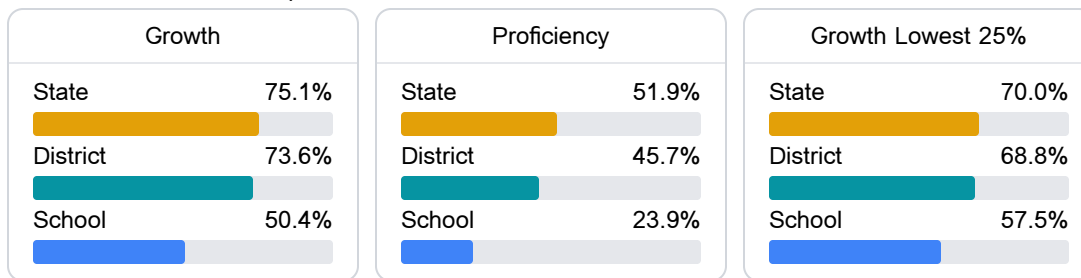 Growth
State 75.1%
District 73.6%
School 50.4%
Proficiency
State 51.9%
District 45.7%
School 23.9%
Growth Lowest 25%
State 70.0%
District 68.8%
School 57.5%